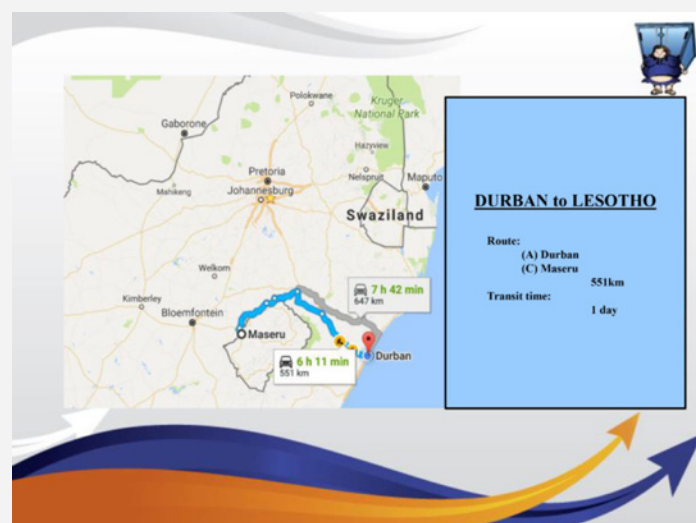 Polokwane
Kruger
National Park
Gaborone
Hazyview
Pretoria
Nelspruit
Maputo
Mahikeng
Johannesburg
Swaziland
Welkom
7 h 42 min
647 km
Kimberley
Bloemfontein
Maseru
Durban
6 h 11 min
551 km
DURBAN to LESOTHO
Route:
(A) Durban
(C) Maseru
551km
Transit time:
1 day